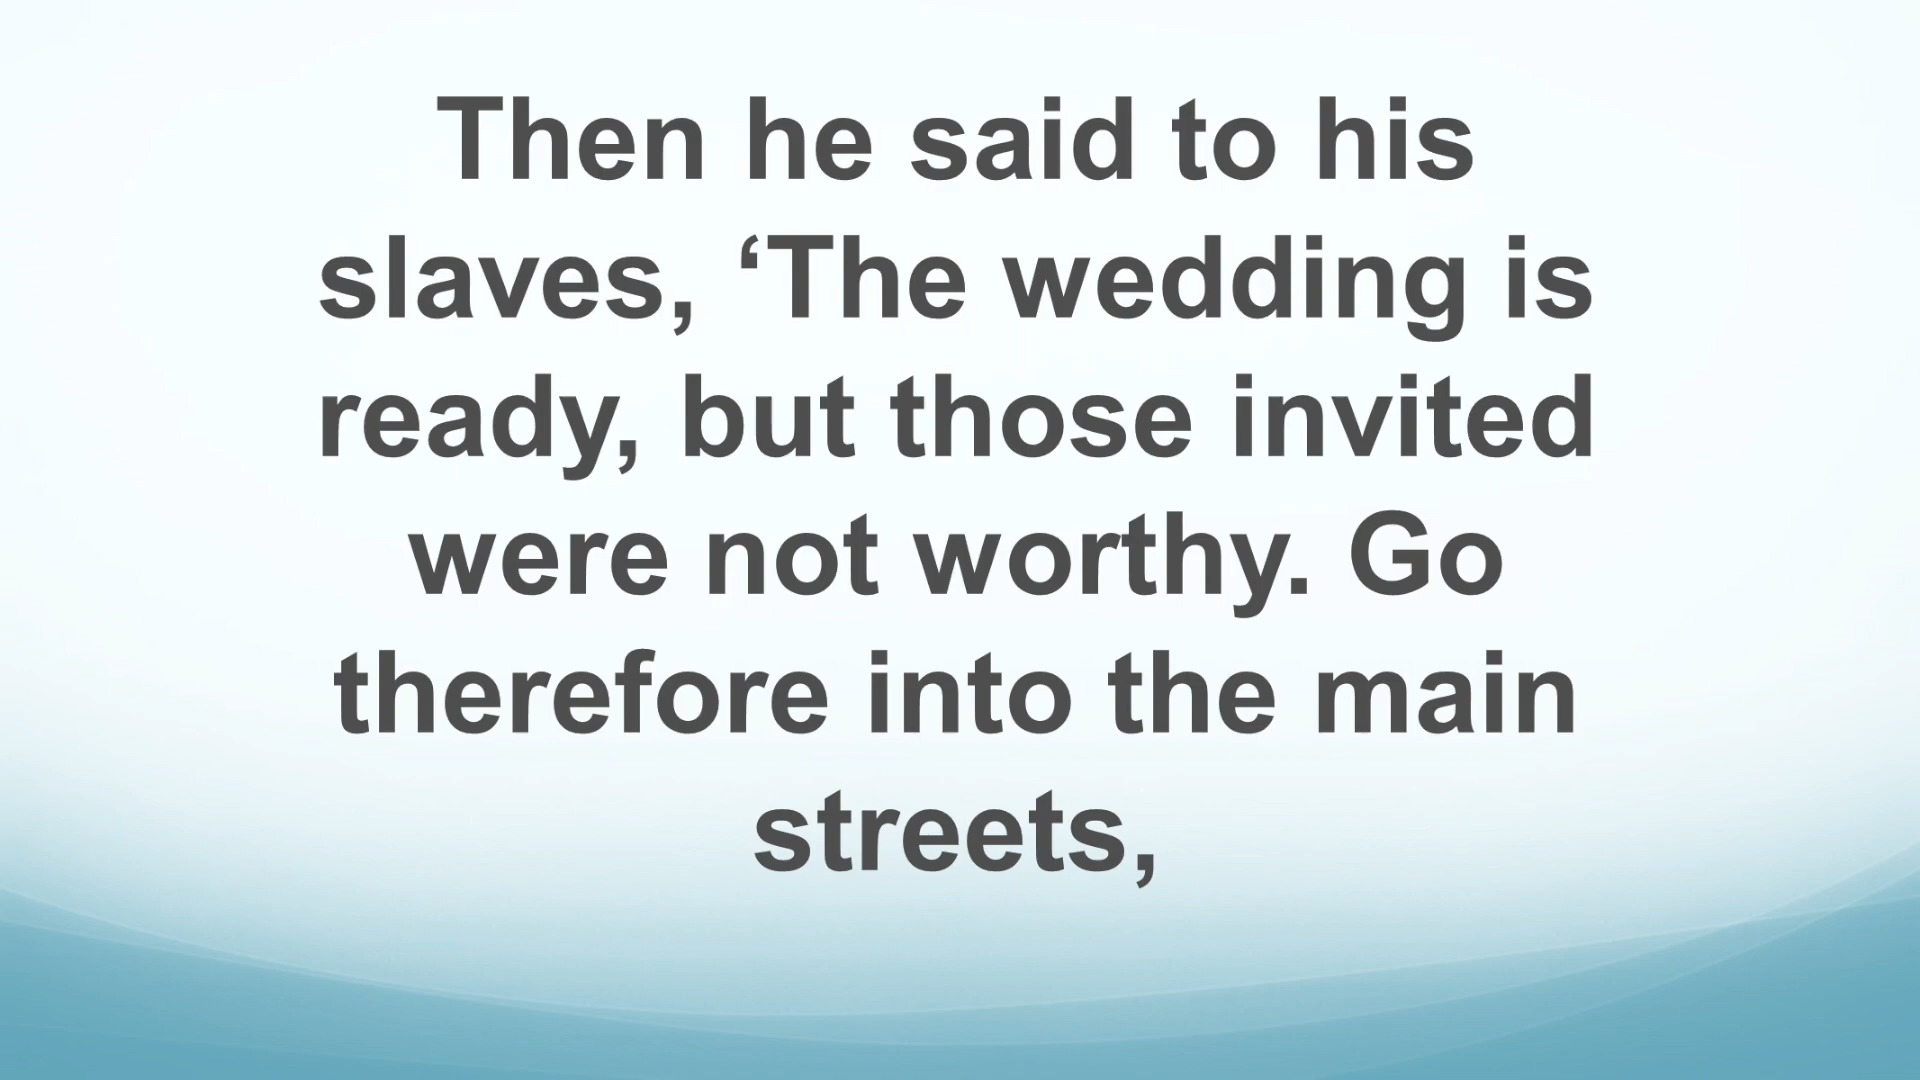 Then he said to his
slaves, ‘The wedding is
ready, but those invited
were not worthy. Go
therefore into the main
streets,